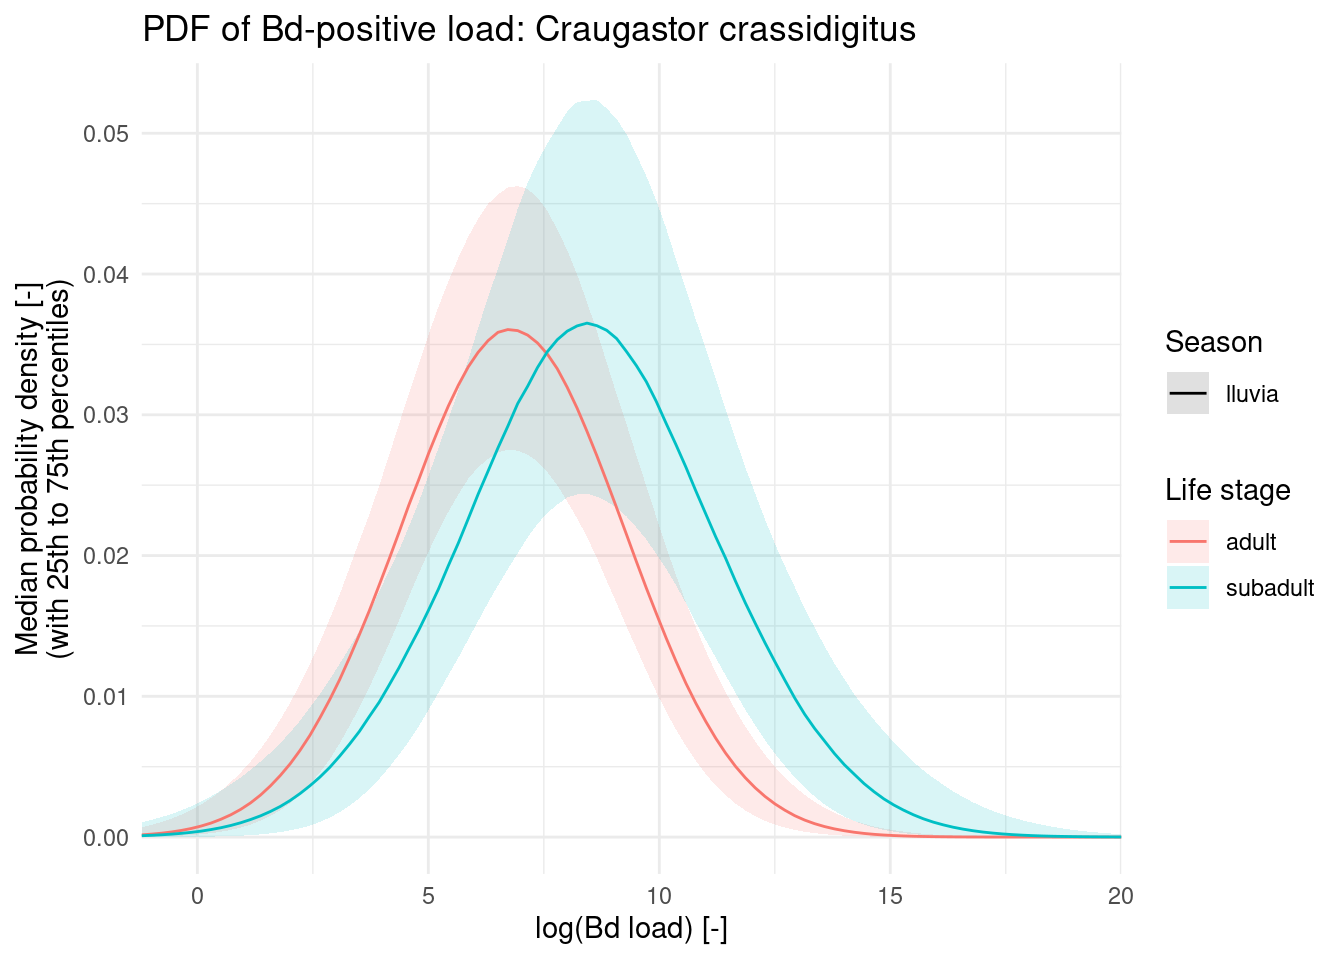 PDF of Bd-positive load: Craugastor crassidigitus
Median probability density [-]
(with 25th to 75th percentiles)
0.05
0.04
0.03
0.02
0.01
0.00
0 5 10 15 20
log(Bd load) [-]
Season
lluvia
Life stage
adult
subadult